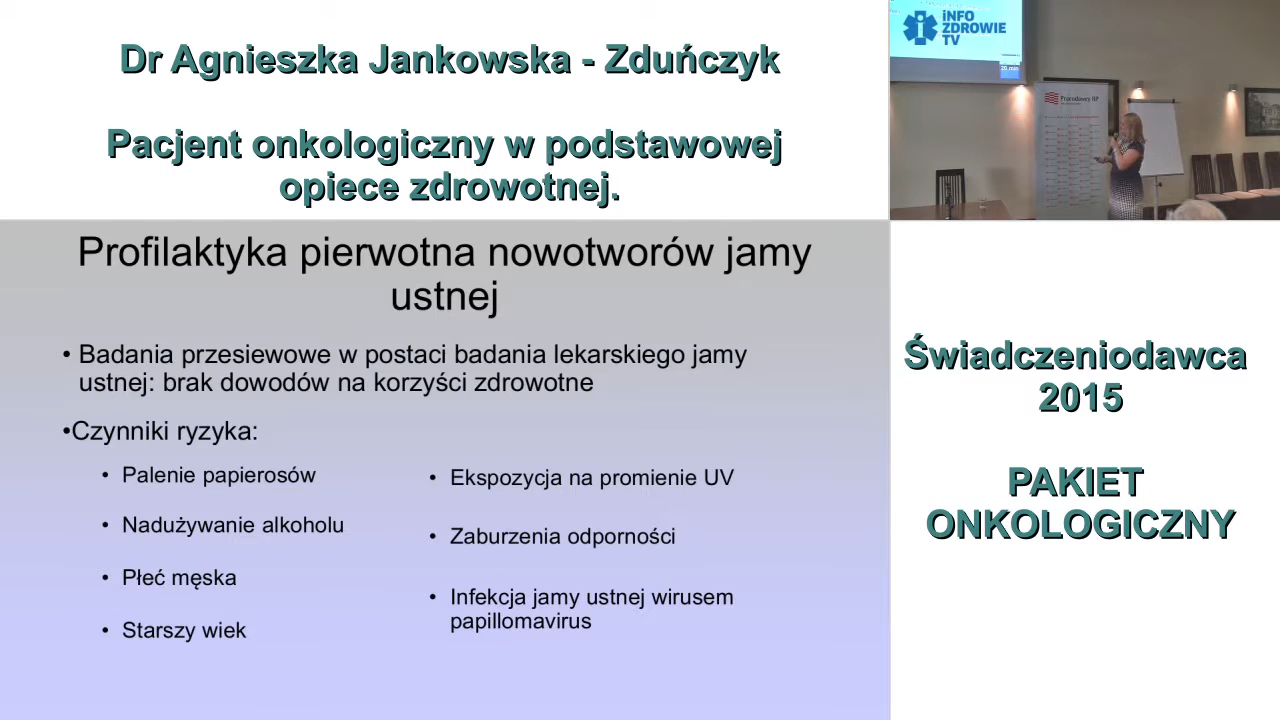 Dr Agnieszka Jankowska - Zduńczyk
Pacjent onkologiczny w podstawowej
opiece zdrowotnej.
iNFO
ZDROWIE
TV
Profilaktyka pierwotna nowotworów jamy
ustnej
• Badania przesiewowe w postaci badania lekarskiego jamy
ustnej: brak dowodów na korzyści zdrowotne
•Czynniki ryzyka:
• Palenie papierosów
• Nadużywanie alkoholu
• Płeć męska
• Starszy wiek
• Ekspozycja na promienie UV
• Zaburzenia odporności
• Infekcja jamy ustnej wirusem
papillomavirus
Świadczeniodawca
2015
PAKIET
ONKOLOGICZNY